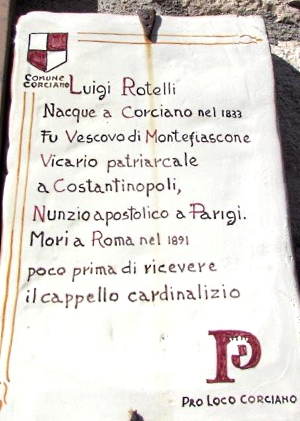 COMUNE
CORCIANO
Luigi Rotelli
Nacque a Corciano nel 1833
Fu Vescovo di Montefiascone
Vicario patriarcale
a Costantinopoli,
Nunzio apostolico a Parigi.
Morì a Roma nel 1891
poco prima di ricevere
il cappello cardinalizio
P
PRO LOCO CORCIANO